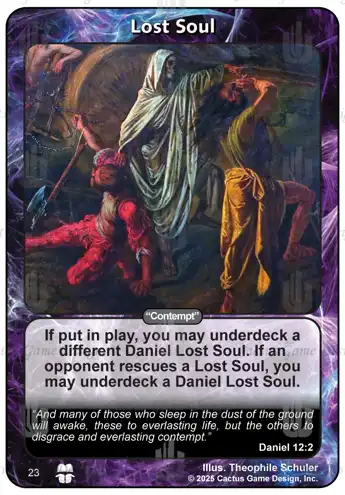 Lost Soul
"Contempt"
If put in play, you may underdeck a
different Daniel Lost Soul. If an
opponent rescues a Lost Soul, you
may underdeck a Daniel Lost Soul.
"And many of those who sleep in the dust of the ground
will awake, these to everlasting life, but the others to
disgrace and everlasting contempt."
Daniel 12:2
23
Illus. Theophile Schuler
© 2025 Cactus Game Design, Inc.